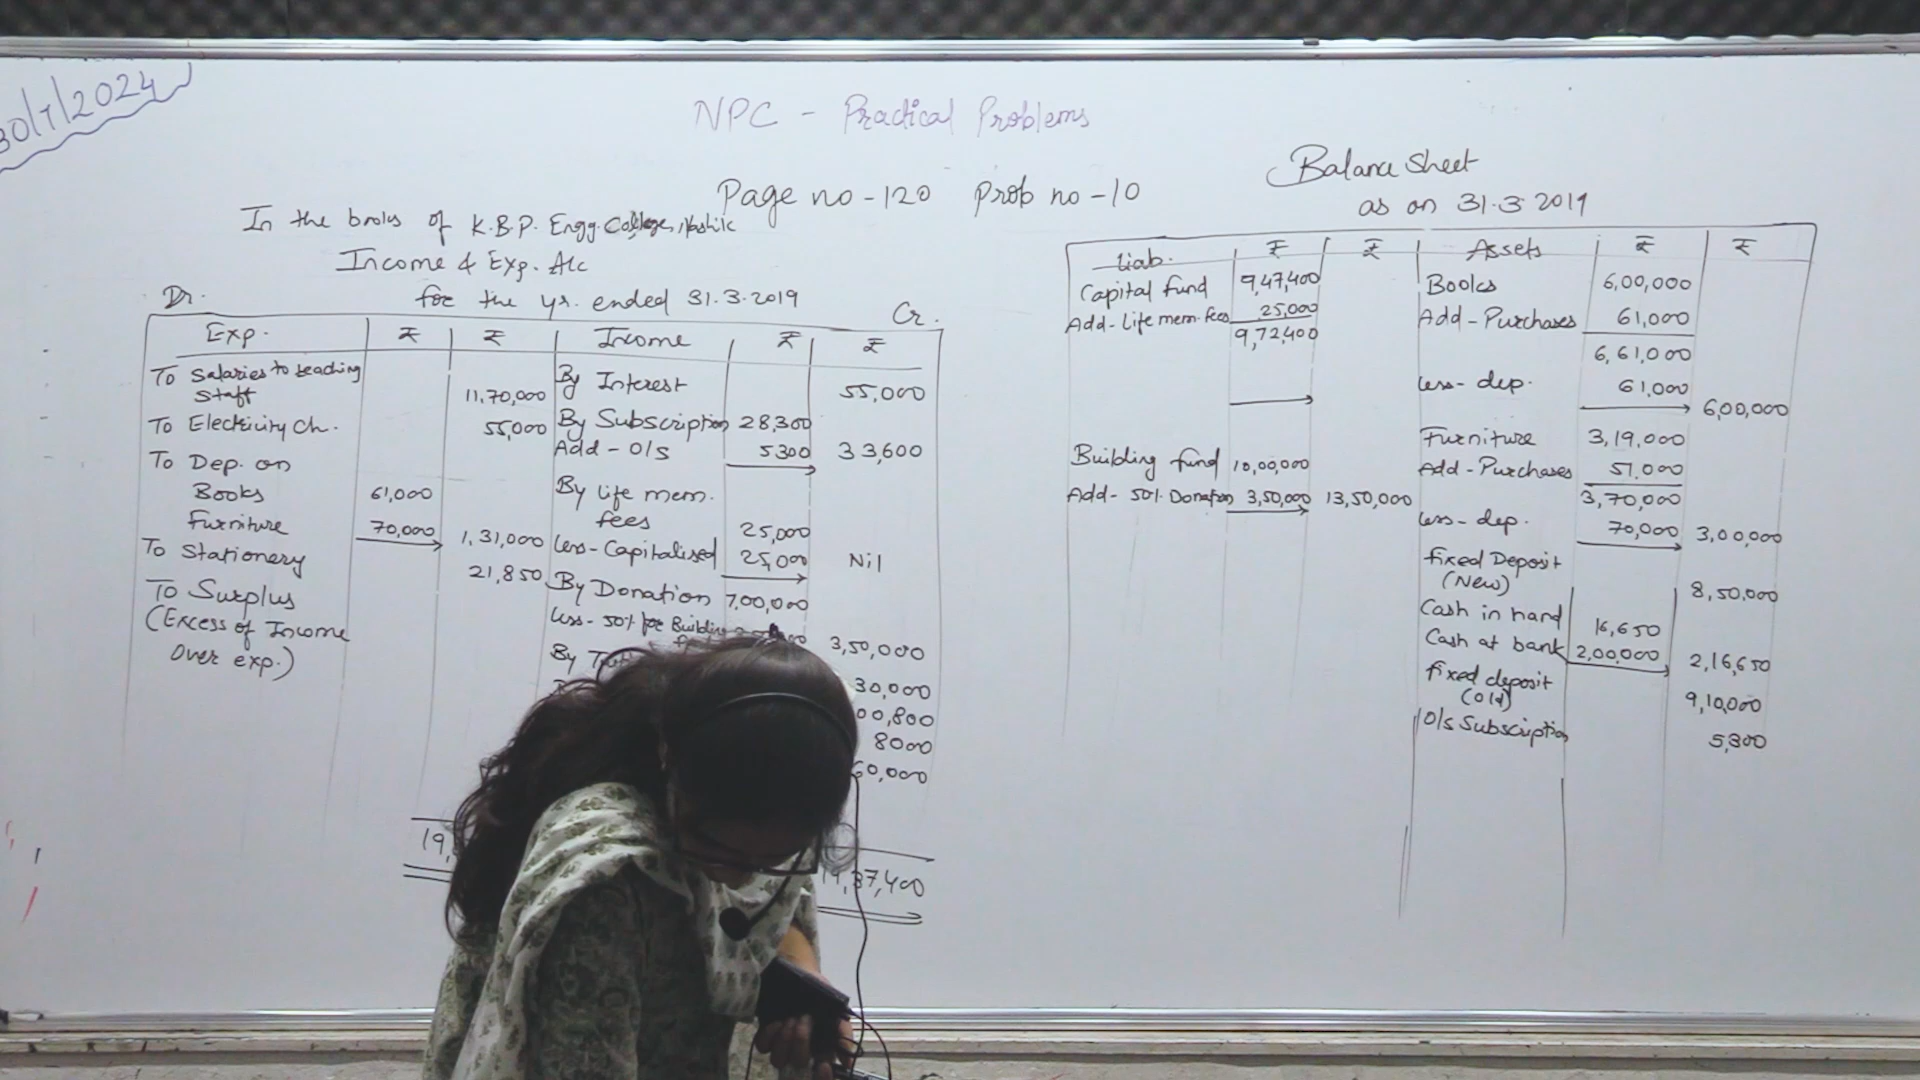 30/7/2024
NPC - Practical Problems
Page no - 120 Prob no - 10
In the books of K.B.P. Engg. College, Nashik
Income & Exp. A/c
for the yr. ended 31.3.2019
Dr. Cr.
Exp. ₹ ₹ Income ₹ ₹
To Salaries to teaching
staff 11,70,000
To Electricity Ch. 55,000
To Dep. on
Books 61,000
Furniture 70,000 1,31,000
To Stationery 21,850
To Surplus
(Excess of Income
Over exp.)
19,
By Interest 55,000
By Subscription 28,300
Add - O/S 5300 33,600
By life mem.
fees 25,000
Less - Capitalised 25,000 Nil
By Donation 7,00,000
Less - 50% for Building
3,50,000
By
30,000
00,800
8000
60,000
19,37,400
Balance Sheet
as on 31.3.2019
Liab. ₹ ₹ Assets ₹ ₹
Capital fund 9,47,400
Add - Life mem. fees 25,000
9,72,400
Building fund 10,00,000
Add - 50% Donation 3,50,000 13,50,000
Books 6,00,000
Add - Purchases 61,000
6,61,000
Less - dep. 61,000 6,00,000
Furniture 3,19,000
Add - Purchases 51,000
3,70,000
Less - dep. 70,000 3,00,000
fixed Deposit
(New) 8,50,000
Cash in hand 16,650
Cash at bank 2,00,000 2,16,650
fixed deposit
(Old) 9,10,000
O/s Subscription 5,300